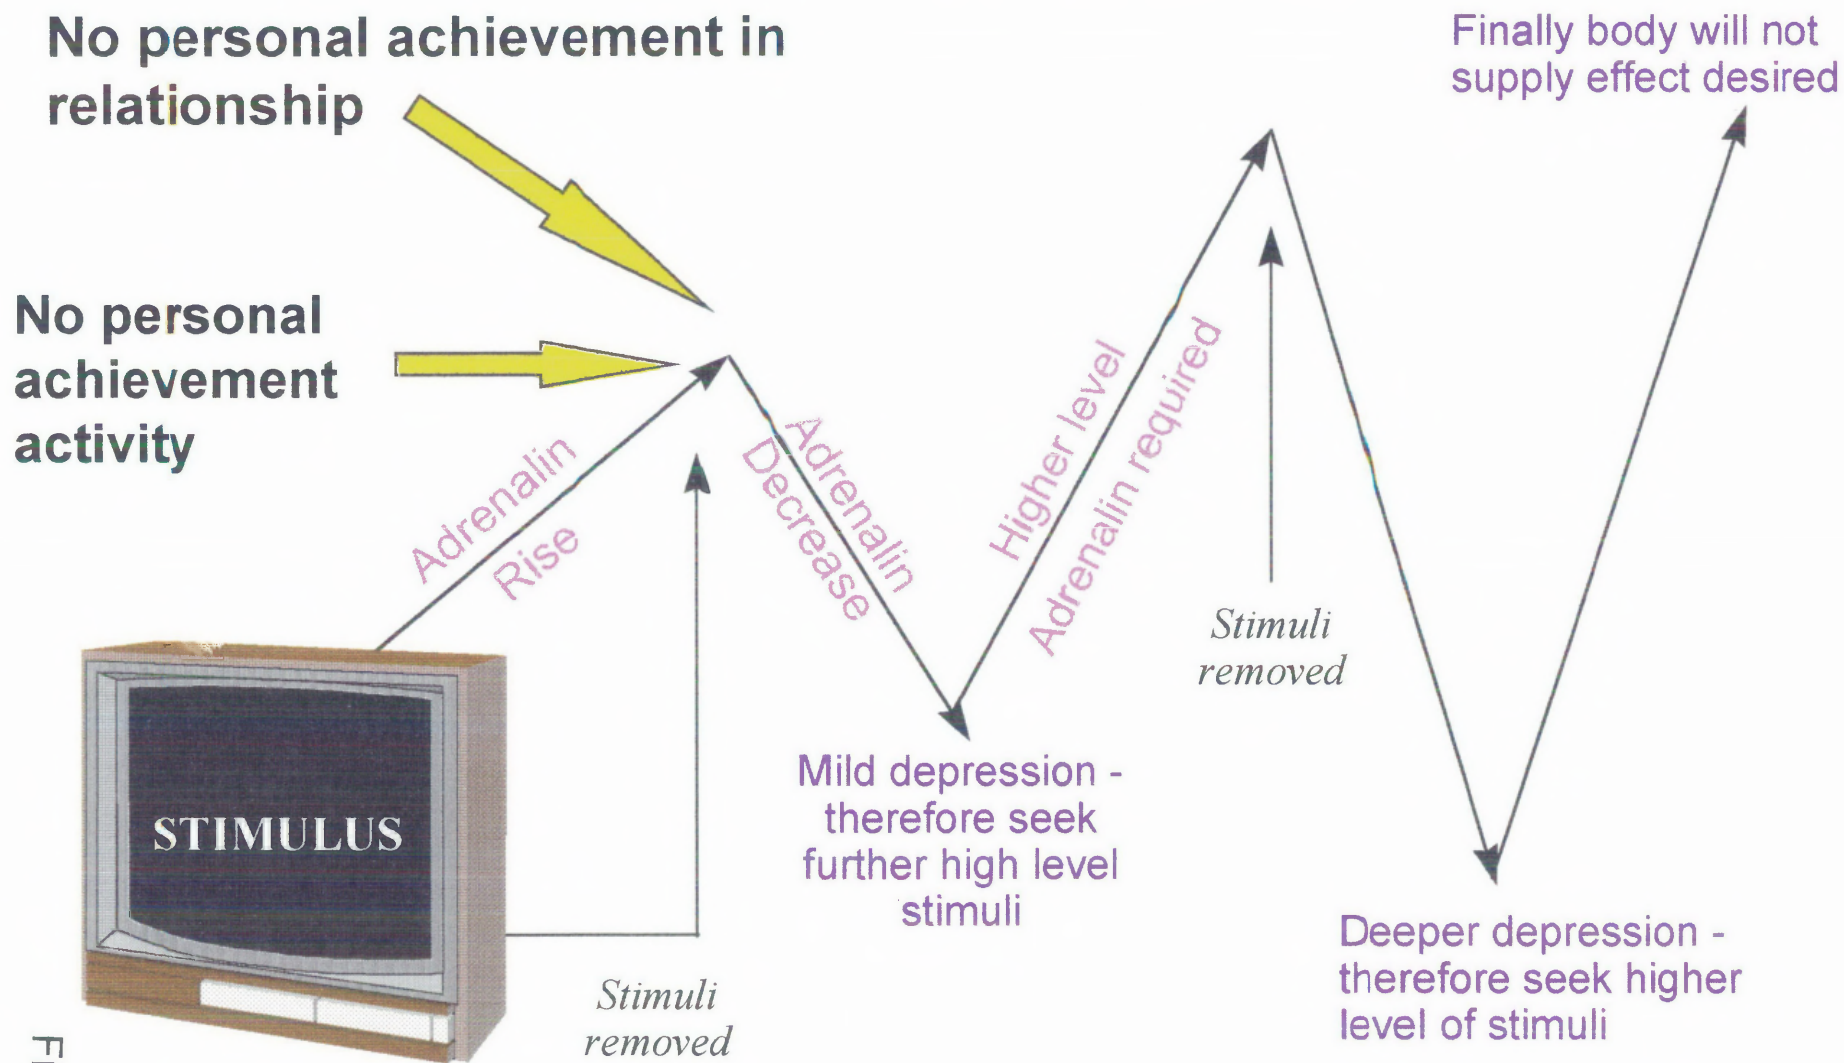 No personal achievement in
relationship
Finally body will not
supply effect desired
No personal
achievement
activity
Adrenalin
Rise
Adrenalin
Decrease
Higher level
Adrenalin required
Stimuli
removed
STIMULUS
Mild depression -
therefore seek
further high level
stimuli
Stimuli
removed
Deeper depression -
therefore seek higher
level of stimuli